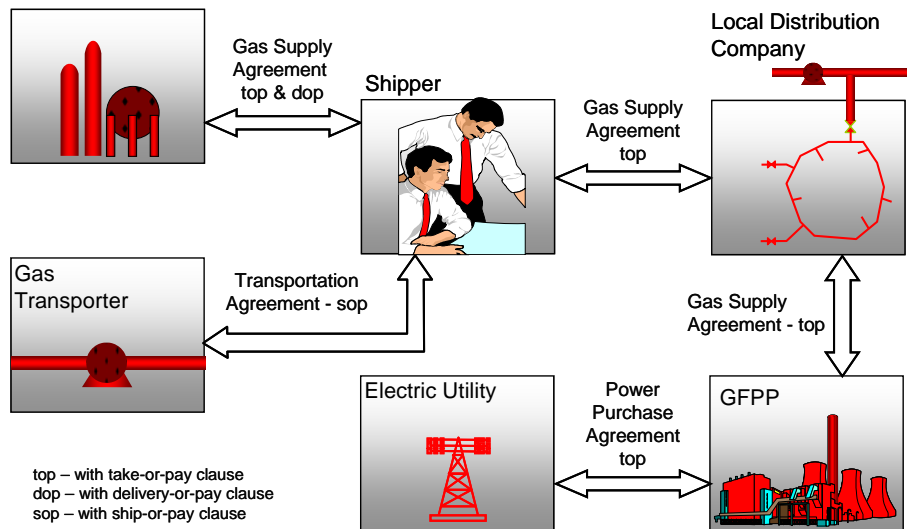 Gas Supply
Agreement
top & dop
Shipper
Gas Supply
Agreement
top
Local Distribution
Company
Gas
Transporter
Transportation
Agreement - sop
Gas Supply
Agreement - top
Electric Utility
Power
Purchase
Agreement
top
GFPP
top – with take-or-pay clause
dop – with delivery-or-pay clause
sop – with ship-or-pay clause